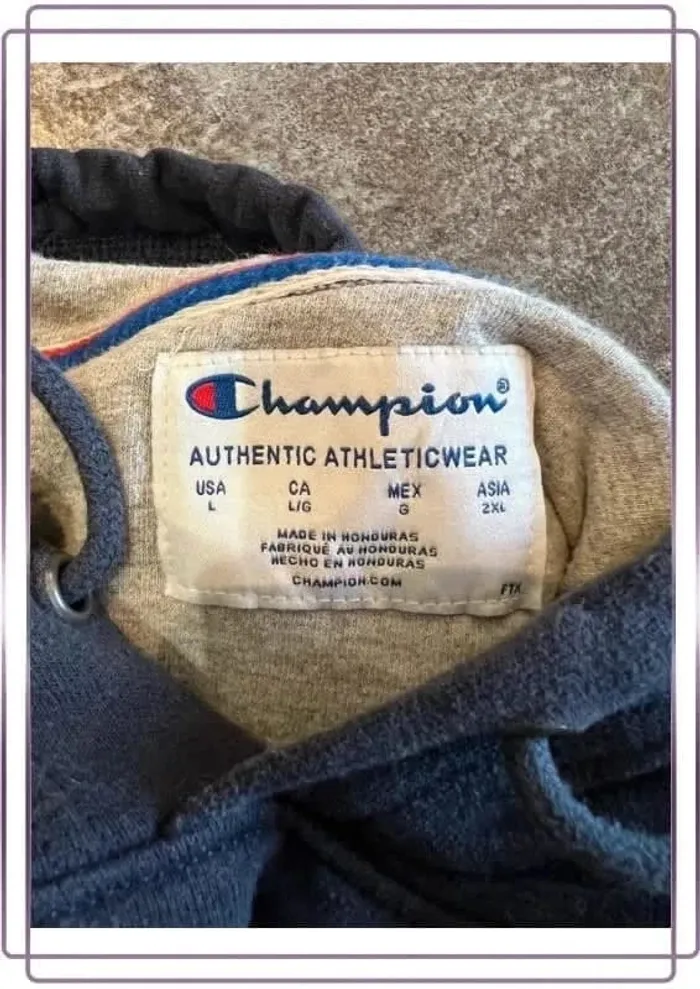 Champion®
AUTHENTIC ATHLETICWEAR
USA CA MEX ASIA
L L/G G 2XL
MADE IN HONDURAS
FABRIQUÉ AU HONDURAS
HECHO EN HONDURAS
CHAMPION.COM
FTK